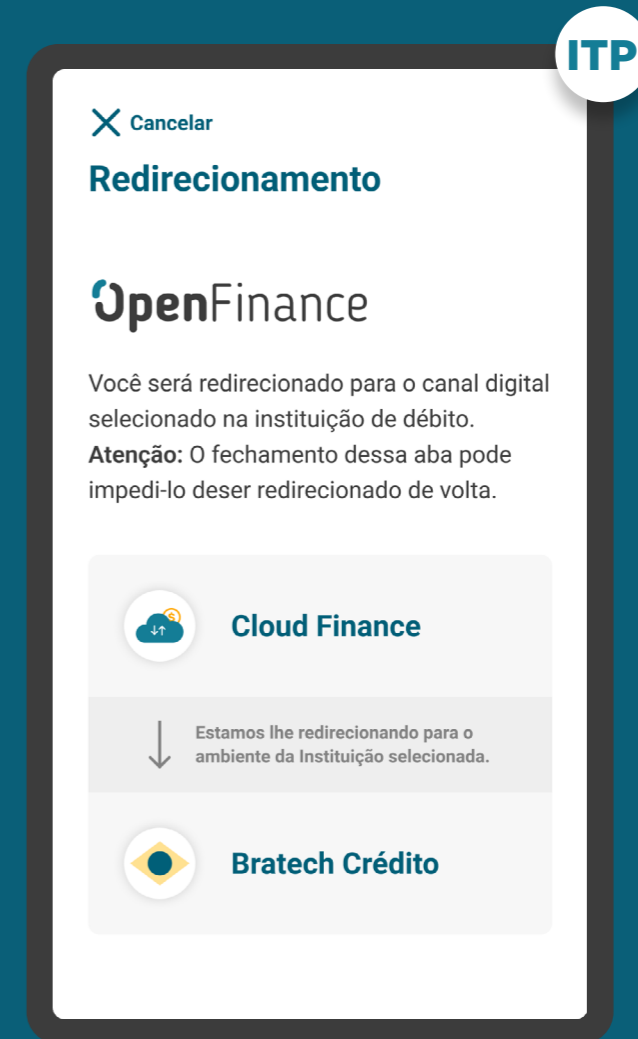 ITP
Cancelar
Redirecionamento
OpenFinance
Você será redirecionado para o canal digital
selecionado na instituição de débito.
Atenção: O fechamento dessa aba pode
impedi-lo deser redirecionado de volta.
$
Cloud Finance
Estamos lhe redirecionando para o
ambiente da Instituição selecionada.
Bratech Crédito